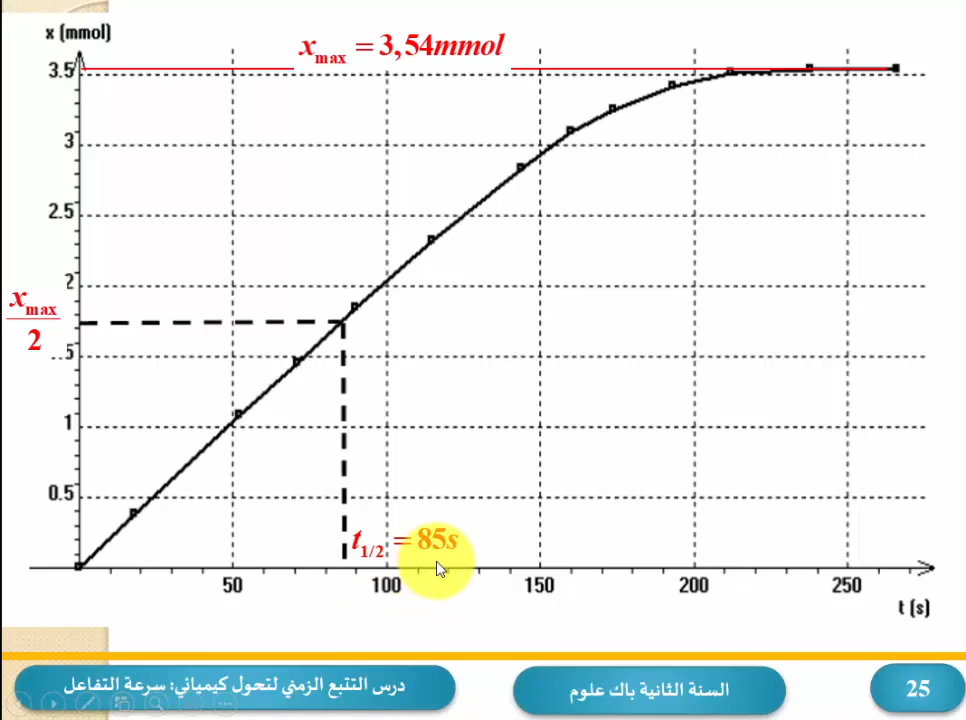 x (mmol)
x_max = 3,54mmol
3.5
3
2.5
2
x_max
2
.5
1
0.5
t_1/2 = 85s
50 100 150 200 250
t (s)
درس التتبع الزمني لتحول كيميائي: سرعة التفاعل
السنة الثانية باك علوم
25